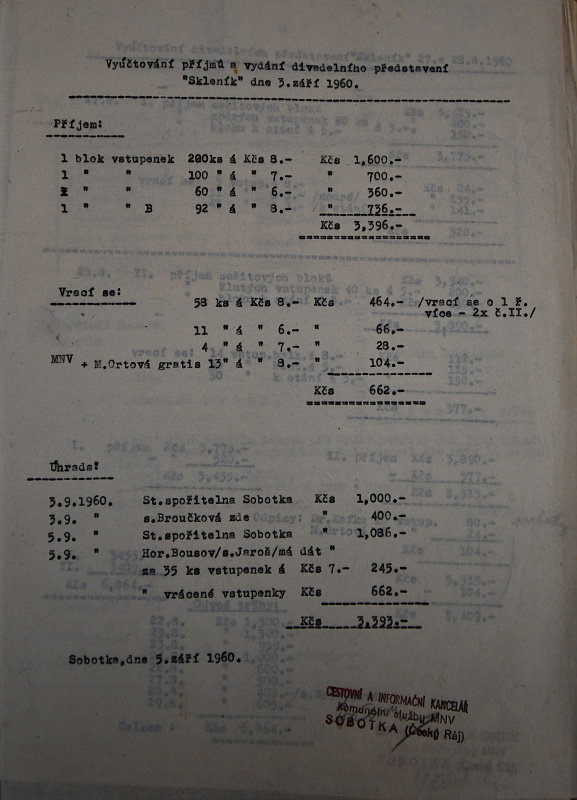 Vyúčtování příjmů a vydání divadelního představení
"Skleník" dne 3.září 1960.
Příjem:
1 blok vstupenek 200ks á Kčs 8.- Kčs 1,600.-
1 " " 100 " á " 7.- " 700.-
1 " " 60 " á " 6.- " 360.-
1 " " B 92 " á " 8.- " 736.-
Kčs 3,396.-
Vrací se: 58 ks á Kčs 8.- Kčs 464.- /vrací se o 1 ř.
více - 2x č.II./
11 " á " 6.- " 66.-
4 " á " 7.- " 28.-
MNV + M.Ortová gratis 13" á " 8.- " 104.-
Kčs 662.-
Úhrada:
3.9.1960. St.spořitelna Sobotka Kčs 1,000.-
3.9. " s.Broučková zde " 400.-
5.9. " St.spořitelna Sobotka " 1,086.-
5.9. " Hor.Bousov/s.Jaroš/má dát "
za 35 ks vstupenek á Kčs 7.- 245.-
" vrácené vstupenky Kčs 662.-
Kčs 3,393.-
Sobotka,dne 5.září 1960.
CESTOVNÍ A INFORMAČNÍ KANCELÁŘ
Komunální služby MNV
SOBOTKA (Český Ráj)